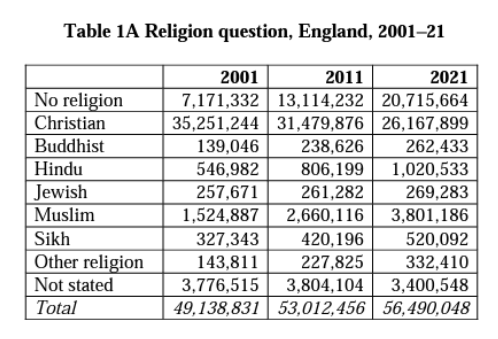 Table 1A Religion question, England, 2001–21
2001 2011 2021
No religion 7,171,332 13,114,232 20,715,664
Christian 35,251,244 31,479,876 26,167,899
Buddhist 139,046 238,626 262,433
Hindu 546,982 806,199 1,020,533
Jewish 257,671 261,282 269,283
Muslim 1,524,887 2,660,116 3,801,186
Sikh 327,343 420,196 520,092
Other religion 143,811 227,825 332,410
Not stated 3,776,515 3,804,104 3,400,548
Total 49,138,831 53,012,456 56,490,048